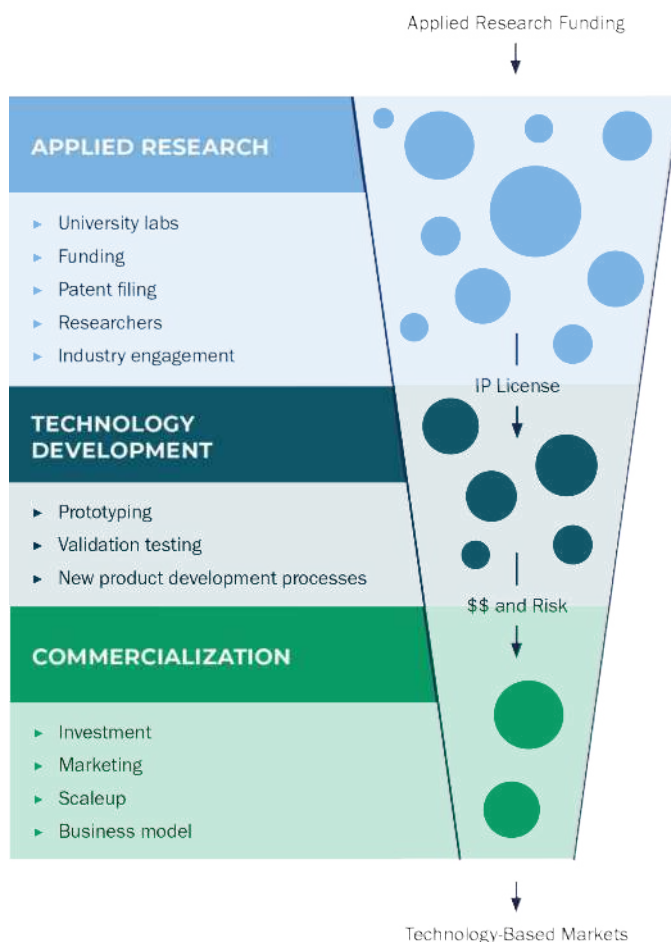 Applied Research Funding
APPLIED RESEARCH
University labs
Funding
Patent filing
Researchers
Industry engagement
IP License
TECHNOLOGY
DEVELOPMENT
Prototyping
Validation testing
New product development processes
$$ and Risk
COMMERCIALIZATION
Investment
Marketing
Scaleup
Business model
Technology-Based Markets